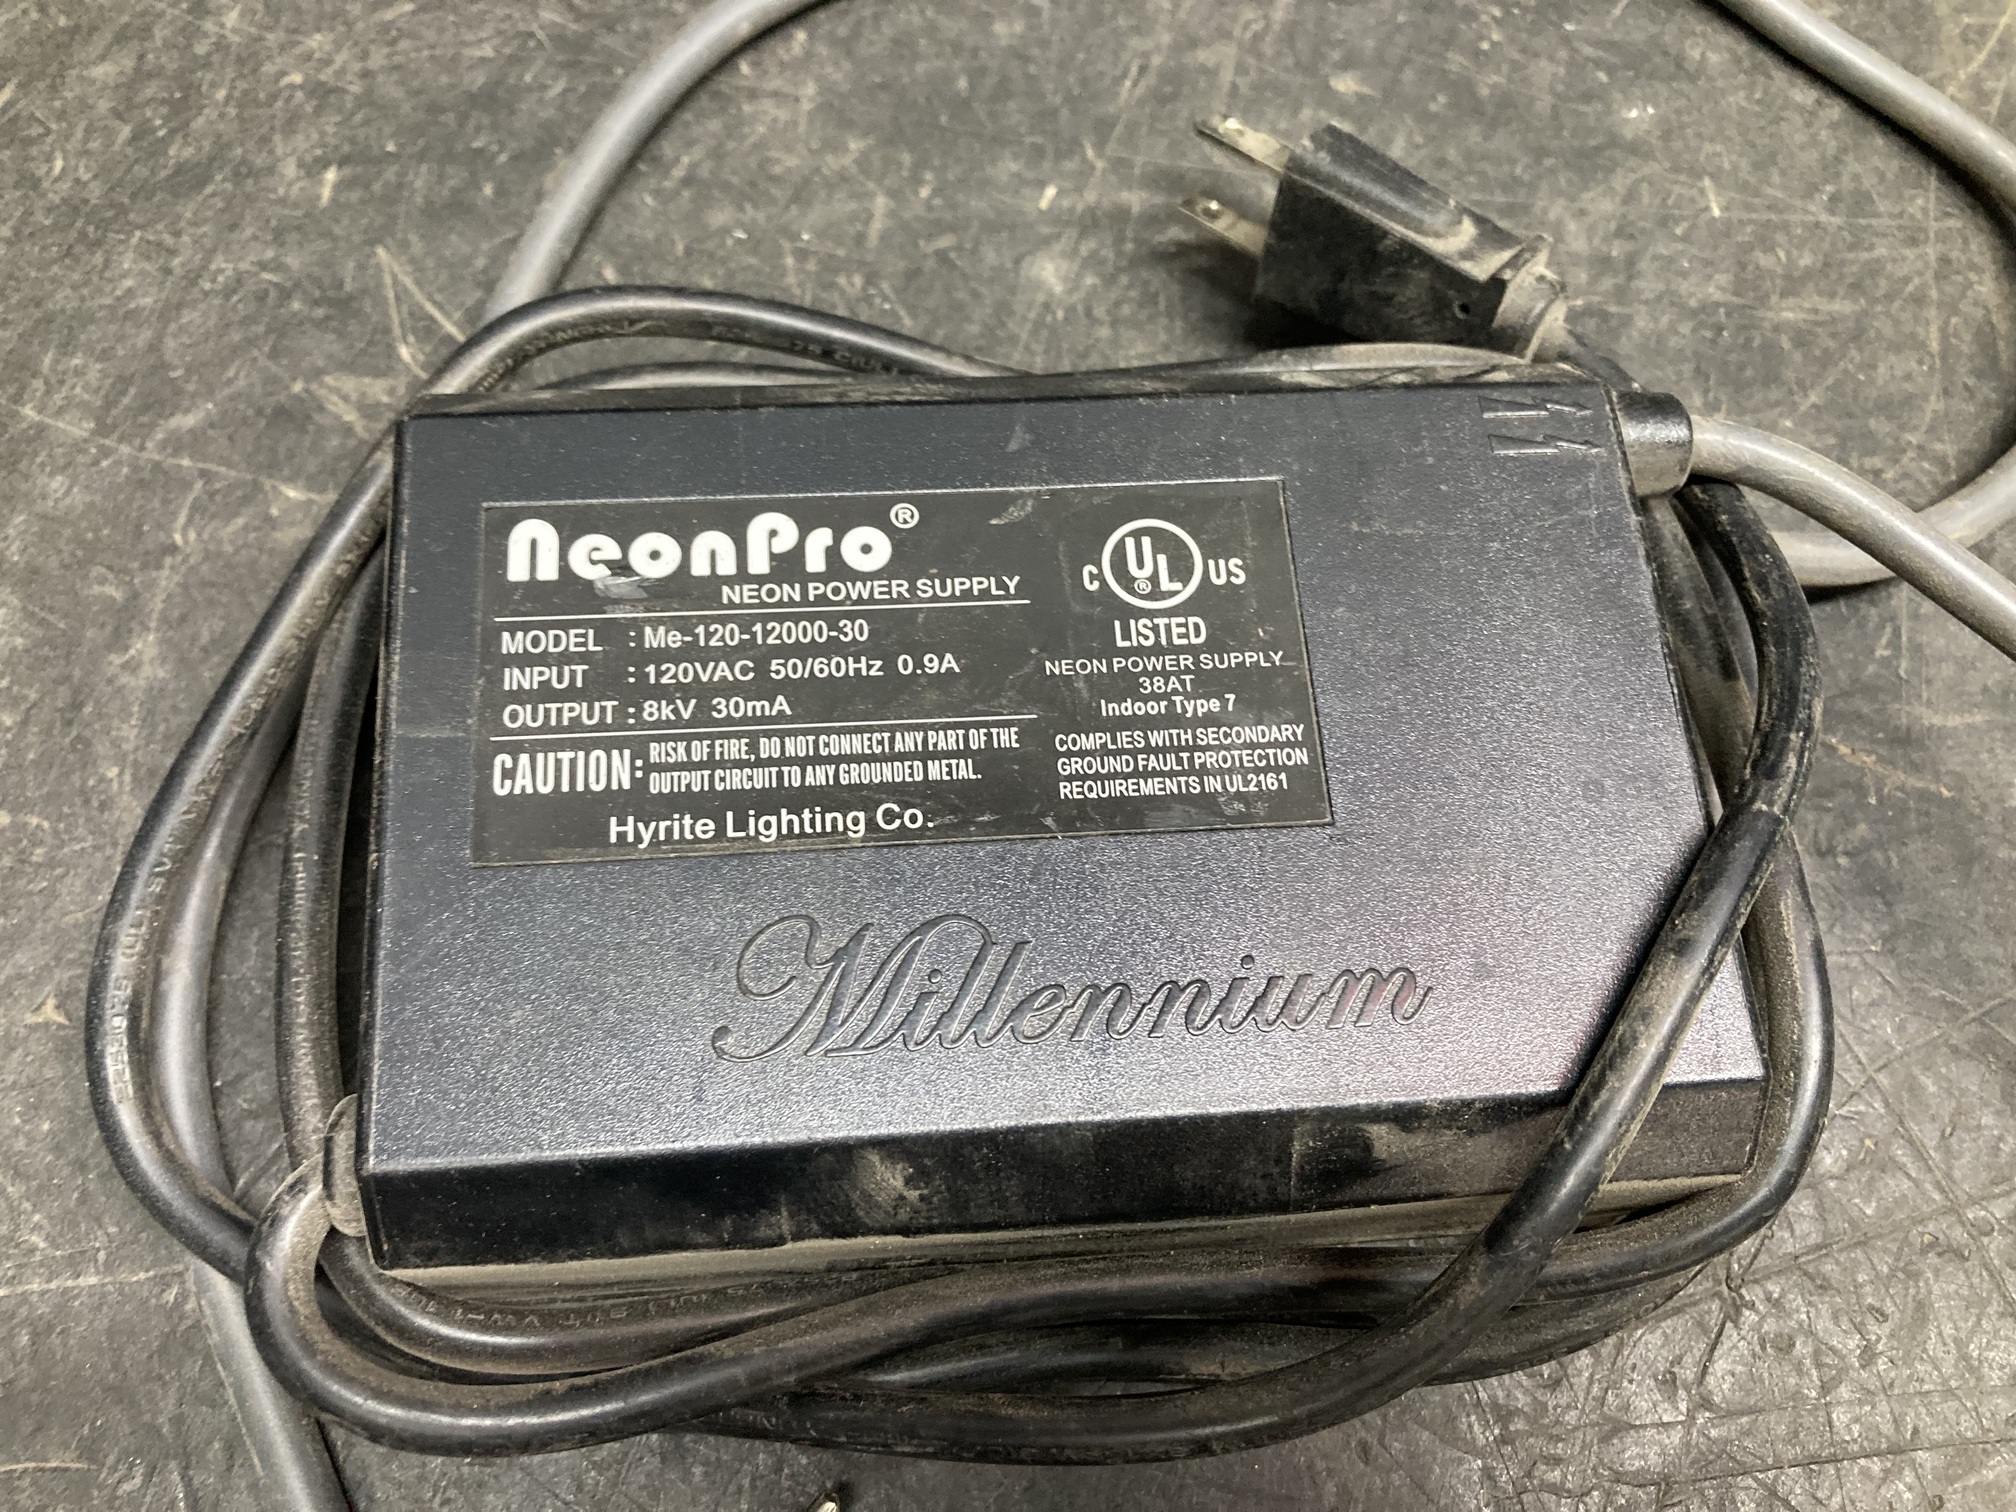 NeonPro®
NEON POWER SUPPLY
MODEL : Me-120-12000-30
INPUT : 120VAC 50/60Hz 0.9A
OUTPUT : 8kV 30mA
CAUTION: RISK OF FIRE, DO NOT CONNECT ANY PART OF THE
OUTPUT CIRCUIT TO ANY GROUNDED METAL.
Hyrite Lighting Co.
C UL® US
LISTED
NEON POWER SUPPLY
38AT
Indoor Type 7
COMPLIES WITH SECONDARY
GROUND FAULT PROTECTION
REQUIREMENTS IN UL2161
Millennium